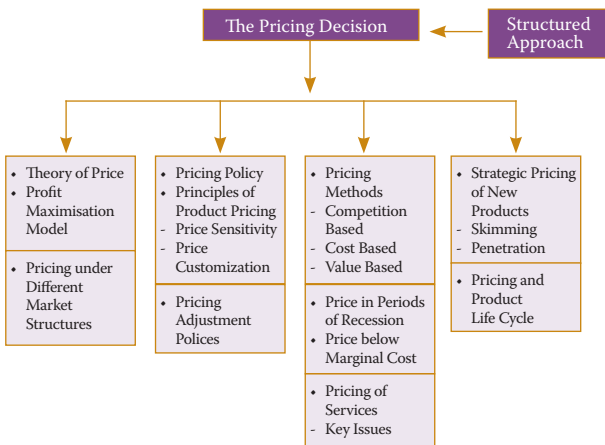 The Pricing Decision
Structured
Approach
• Theory of Price
• Profit
Maximisation
Model
• Pricing under
Different
Market
Structures
• Pricing Policy
• Principles of
Product Pricing
- Price Sensitivity
- Price
Customization
• Pricing
Adjustment
Polices
• Pricing
Methods
- Competition
Based
- Cost Based
- Value Based
• Price in Periods
of Recession
• Price below
Marginal Cost
• Pricing of
Services
- Key Issues
• Strategic Pricing
of New
Products
- Skimming
- Penetration
• Pricing and
Product
Life Cycle